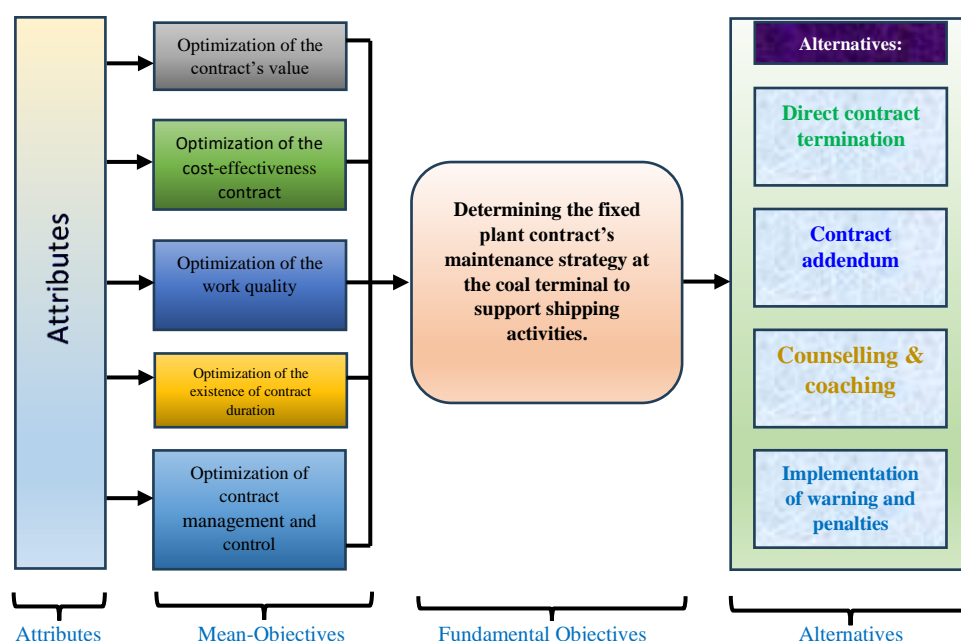 Attributes
Optimization of the
contract's value
Optimization of the
cost-effectiveness
contract
Optimization of the
work quality
Optimization of the
existence of contract
duration
Optimization of
contract
management and
control
Determining the fixed
plant contract's
maintenance strategy at
the coal terminal to
support shipping
activities.
Alternatives:
Direct contract
termination
Contract
addendum
Counselling &
coaching
Implementation
of warning and
penalties
Attributes
Mean-Objectives
Fundamental Objectives
Alternatives